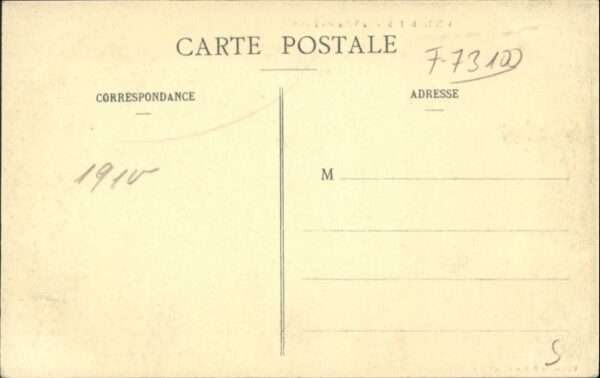 CARTE POSTALE
F-73100
CORRESPONDANCE
ADRESSE
1910
M
S